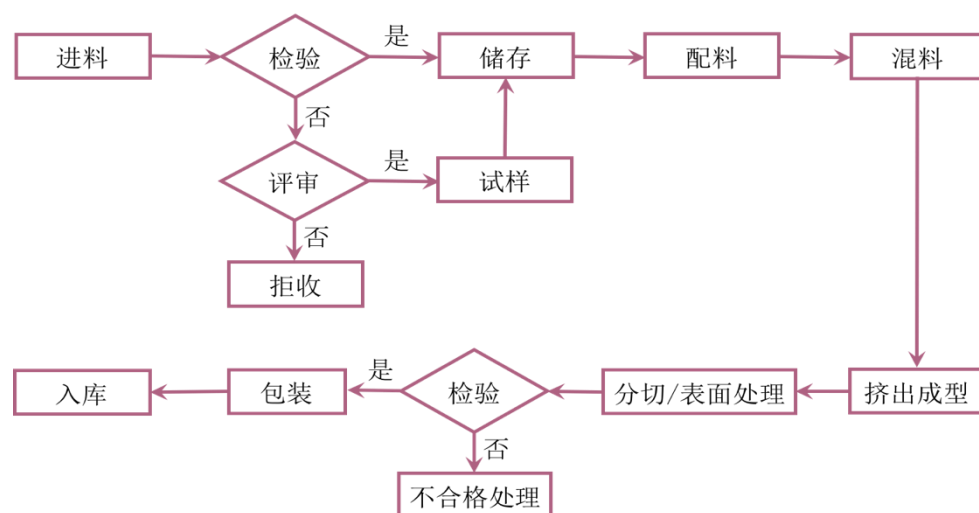 进料
检验
是
储存
配料
混料
否
评审
是
试样
否
拒收
入库
包装
是
检验
分切/表面处理
挤出成型
否
不合格处理